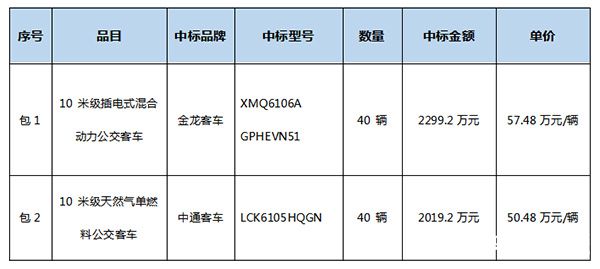 序号 品目 中标品牌 中标型号 数量 中标金额 单价
包 1 10 米级插电式混合动力公交客车 金龙客车 XMQ6106AGPHEVN51 40 辆 2299.2 万元 57.48 万元/辆
包 2 10 米级天然气单燃料公交客车 中通客车 LCK6105HQGN 40 辆 2019.2 万元 50.48 万元/辆